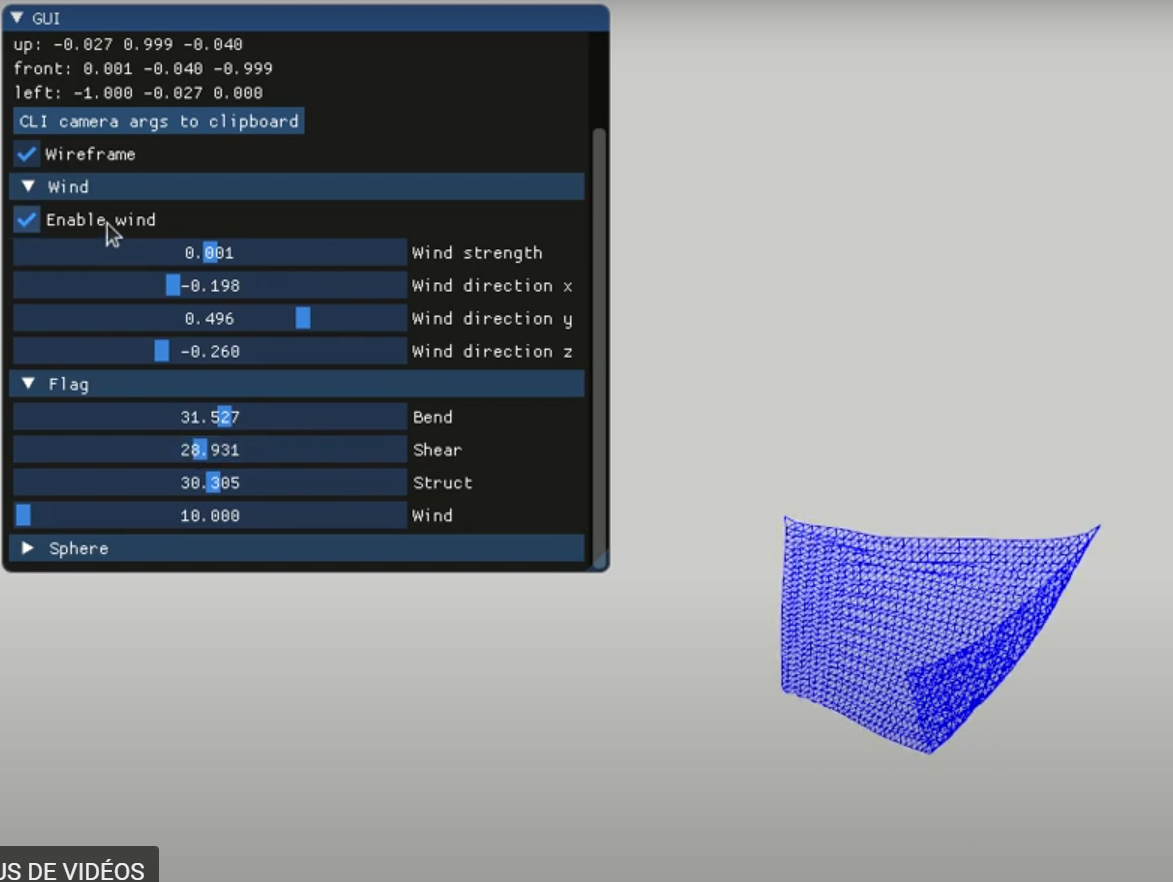 GUI
up: -0.027 0.999 -0.040
front: 0.001 -0.040 -0.999
left: -1.000 -0.027 0.000
CLI camera args to clipboard
Wireframe
Wind
Enable wind
0.001 Wind strength
-0.198 Wind direction x
0.496 Wind direction y
-0.260 Wind direction z
Flag
31.527 Bend
28.931 Shear
30.305 Struct
10.000 Wind
Sphere
US DE VIDÉOS